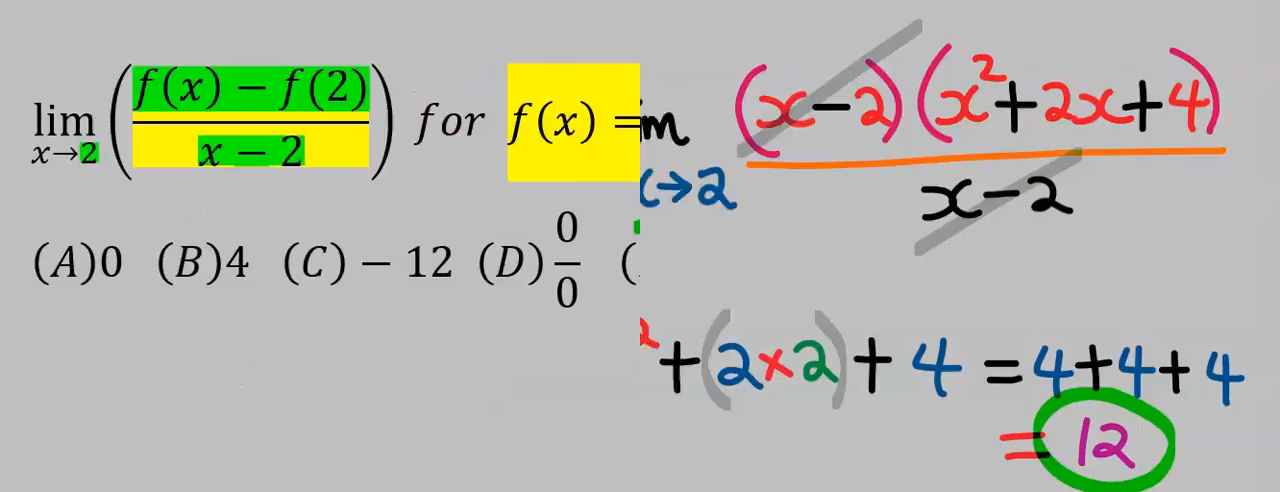 lim x→2 ( f(x) − f(2) / x − 2 ) for f(x) =
(A)0 (B)4 (C) − 12 (D) 0/0 (
m x→2 (x−2)(x²+2x+4) / x−2
² + (2×2) + 4 = 4+4+4
= 12